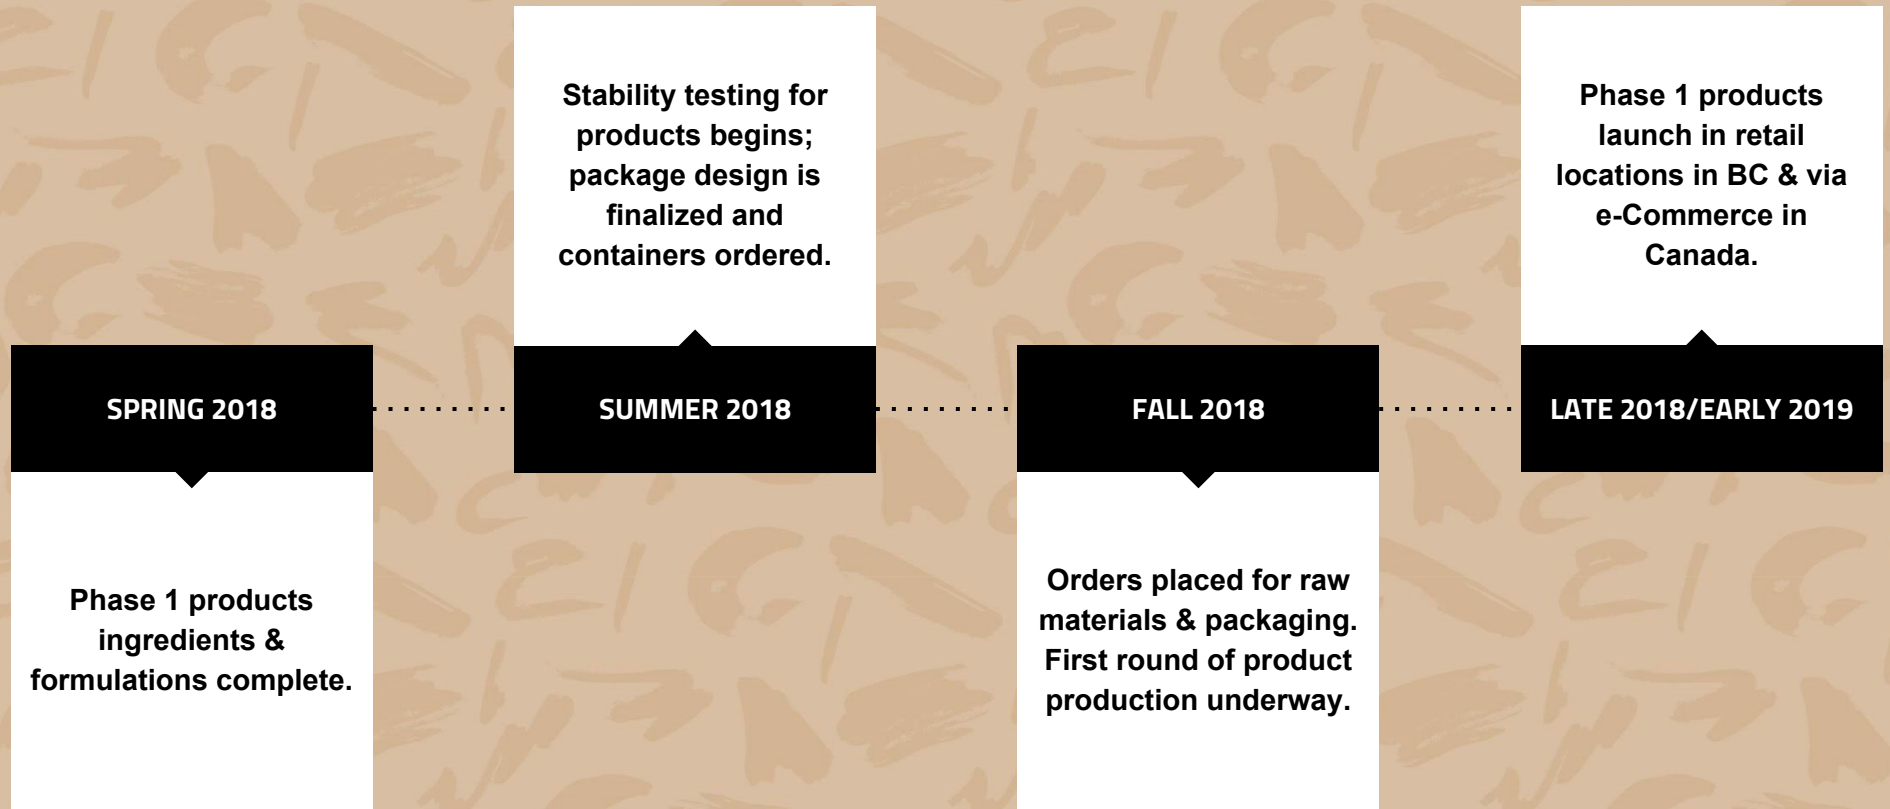 SPRING 2018
Phase 1 products
ingredients &
formulations complete.
Stability testing for
products begins;
package design is
finalized and
containers ordered.
SUMMER 2018
FALL 2018
Orders placed for raw
materials & packaging.
First round of product
production underway.
Phase 1 products
launch in retail
locations in BC & via
e-Commerce in
Canada.
LATE 2018/EARLY 2019